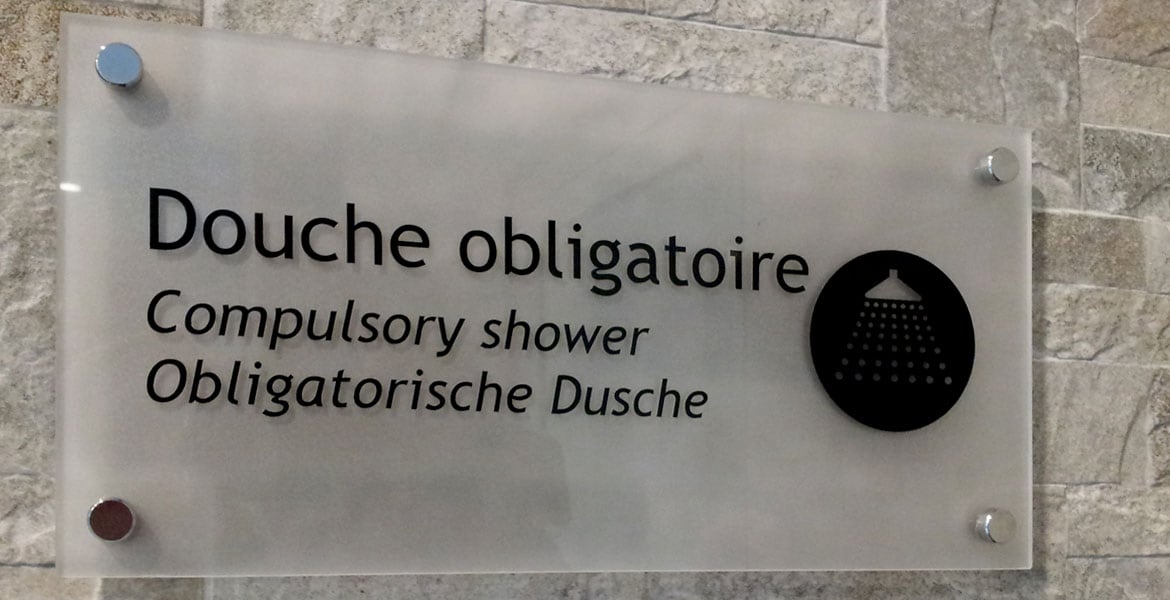 Douche obligatoire
Compulsory shower
Obligatorische Dusche